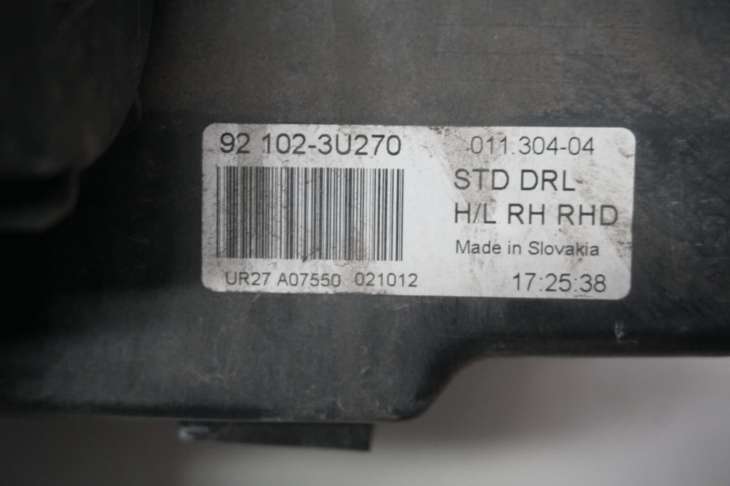 92 102-3U270
011.304-04
STD DRL
H/L RH RHD
Made in Slovakia
UR27 A07550 021012
17:25:38